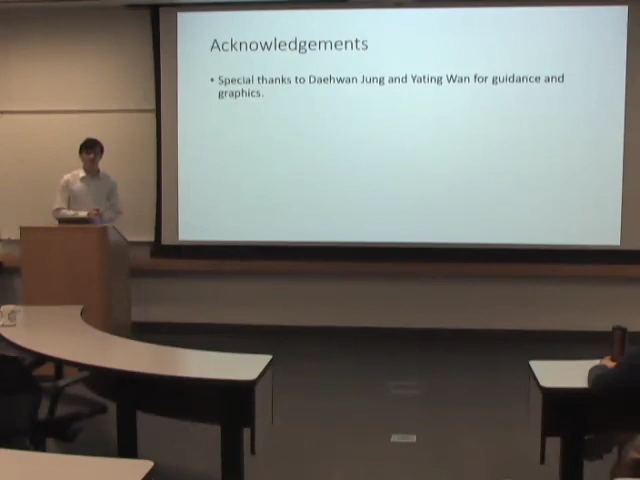 Acknowledgements
• Special thanks to Daehwan Jung and Yating Wan for guidance and
graphics.